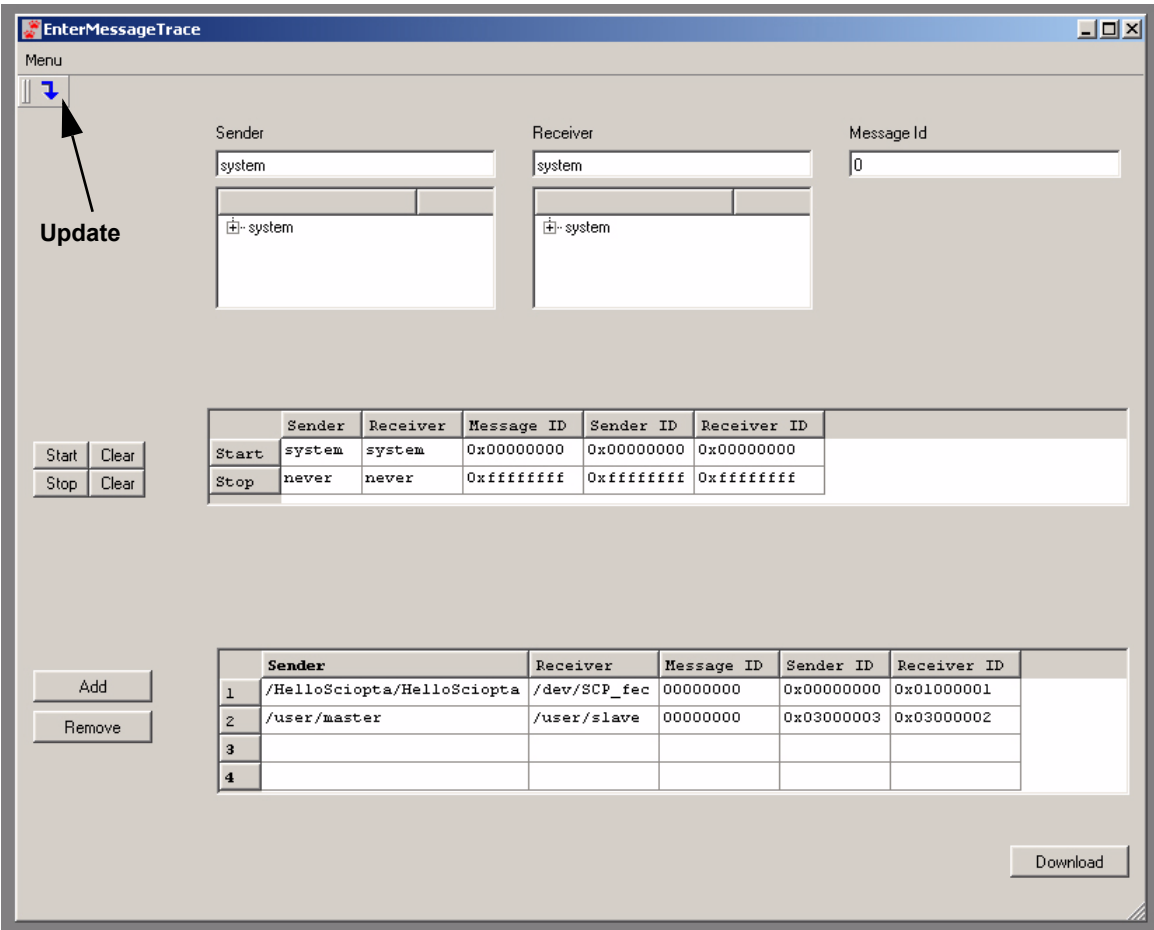 EnterMessageTrace
Menu
Sender Receiver Message Id
system system 0
Update
system system
Sender Receiver Message ID Sender ID Receiver ID
Start Clear Start system system 0x00000000 0x00000000 0x00000000
Stop Clear Stop never never 0xffffffff 0xffffffff 0xffffffff
Sender Receiver Message ID Sender ID Receiver ID
Add 1 /HelloSciopta/HelloSciopta /dev/SCP_fec 00000000 0x00000000 0x01000001
Remove 2 /user/master /user/slave 00000000 0x03000003 0x03000002
3
4
Download